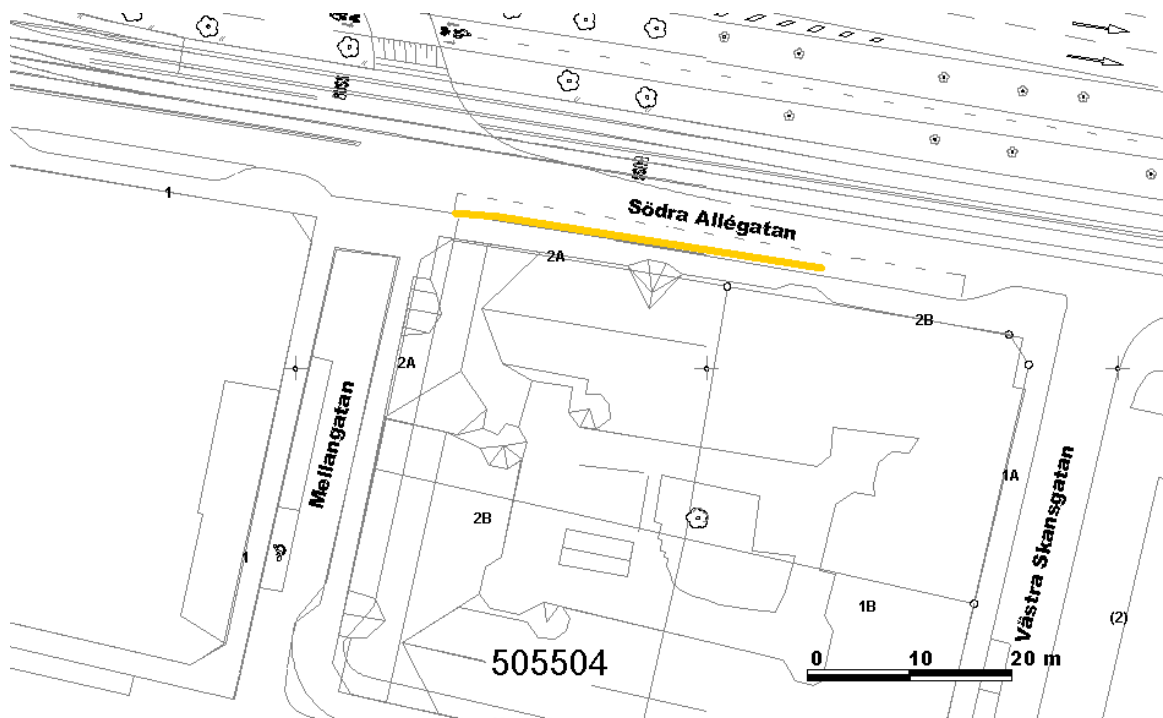 1
Södra Allégatan
2A
2B
2A
Mellangatan
1A
Västra Skansgatan
2B
1
1B
(2)
505504
0 10 20 m